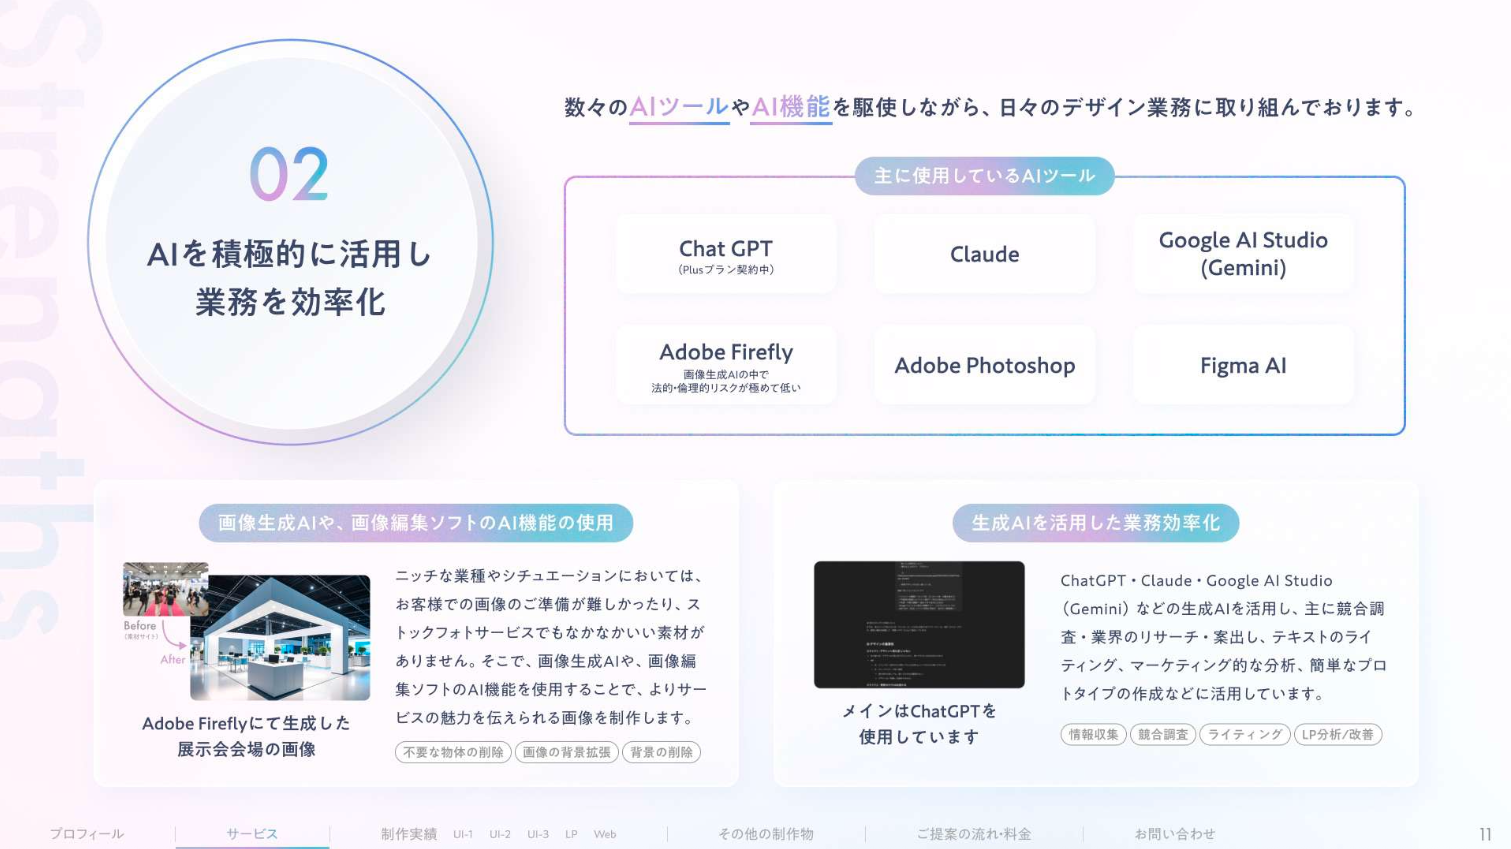 Strengths
02
AIを積極的に活用し
業務を効率化
数々のAIツールやAI機能を駆使しながら、日々のデザイン業務に取り組んでおります。
主に使用しているAIツール
Chat GPT
(Plusプラン契約中)
Claude
Google AI Studio
(Gemini)
Adobe Firefly
画像生成AIの中で
法的・倫理的リスクが極めて低い
Adobe Photoshop
Figma AI
画像生成AIや、画像編集ソフトのAI機能の使用
Before
(素材サイト)
After
Adobe Fireflyにて生成した
展示会会場の画像
ニッチな業種やシチュエーションにおいては、
お客様での画像のご準備が難しかったり、ス
トックフォトサービスでもなかなかいい素材が
ありません。そこで、画像生成AIや、画像編
集ソフトのAI機能を使用することで、よりサー
ビスの魅力を伝えられる画像を制作します。
不要な物体の削除 画像の背景拡張 背景の削除
生成AIを活用した業務効率化
メインはChatGPTを
使用しています
ChatGPT・Claude・Google AI Studio
（Gemini）などの生成AIを活用し、主に競合調
査・業界のリサーチ・案出し、テキストのライ
ティング、マーケティング的な分析、簡単なプロ
トタイプの作成などに活用しています。
情報収集 競合調査 ライティング LP分析/改善
プロフィール サービス 制作実績 UI-1 UI-2 UI-3 LP Web その他の制作物 ご提案の流れ・料金 お問い合わせ 11